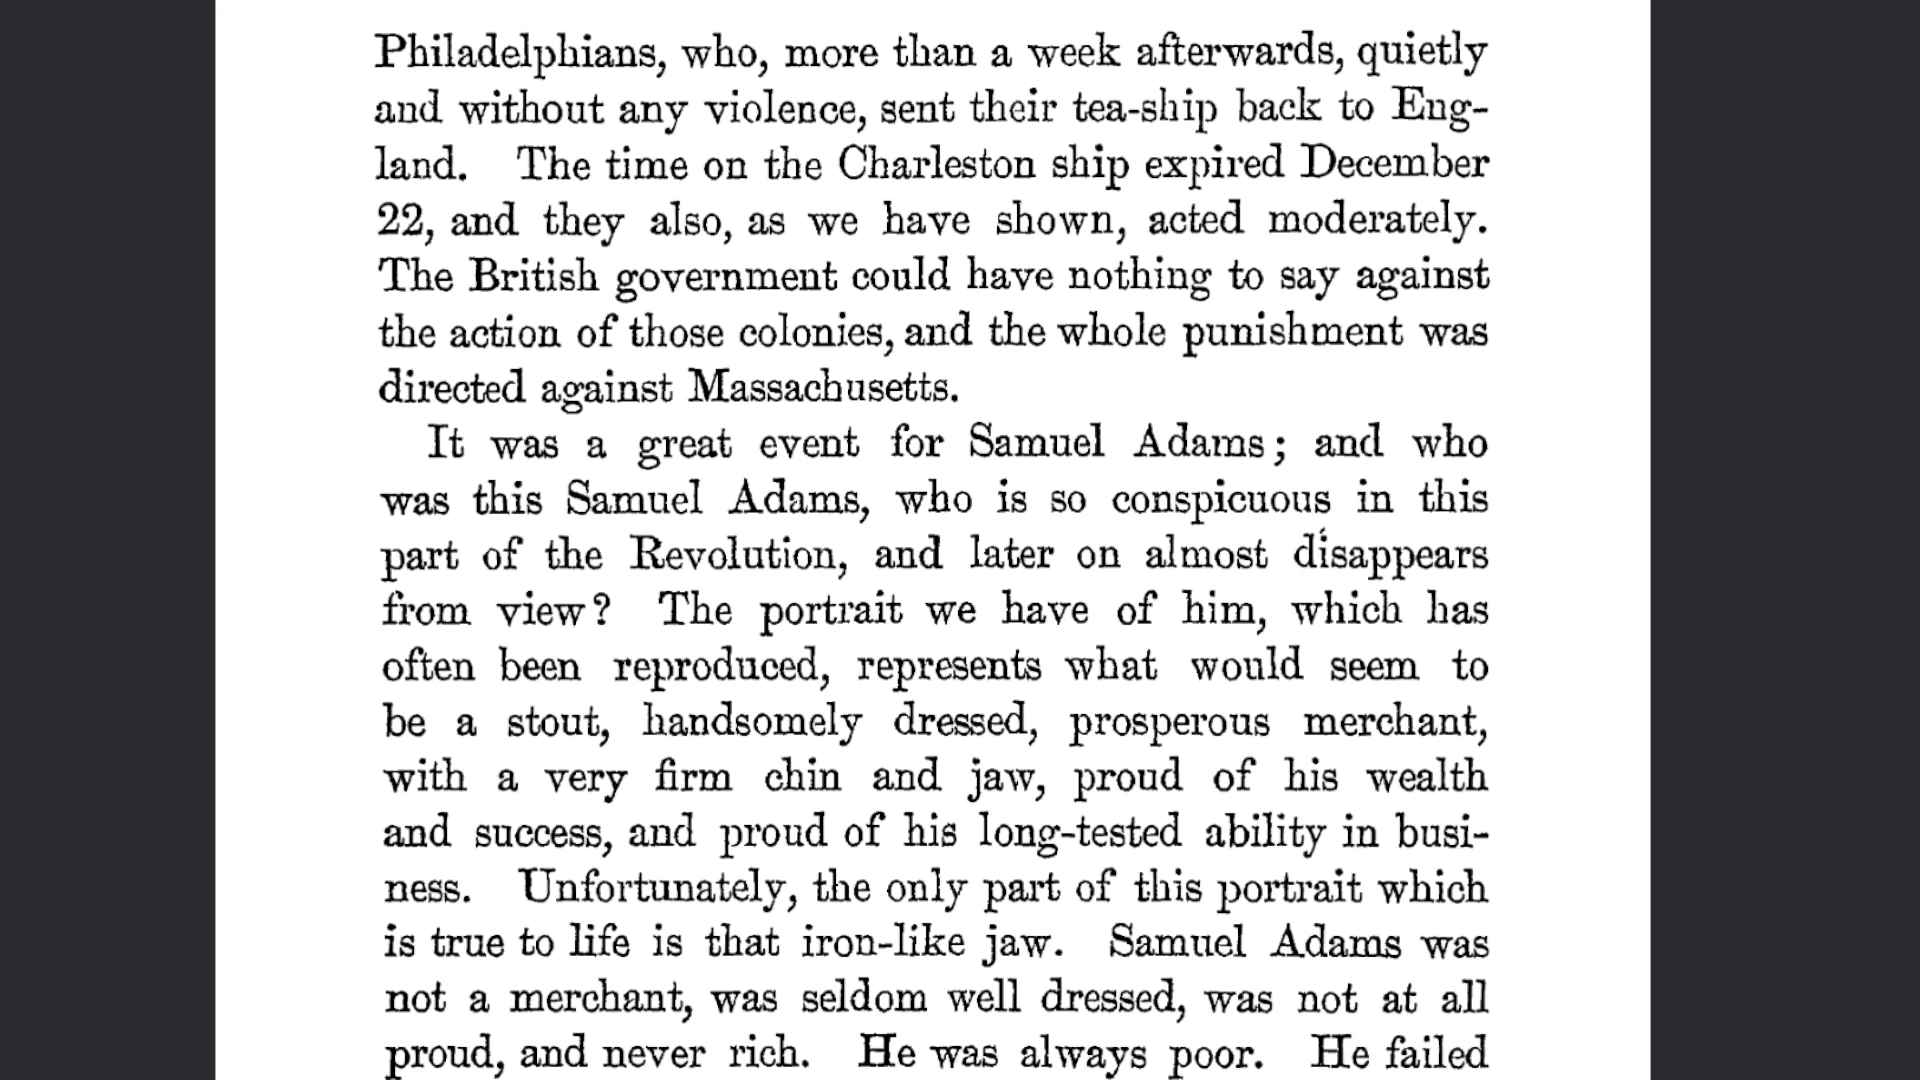 Philadelphians, who, more than a week afterwards, quietly
and without any violence, sent their tea-ship back to Eng-
land. The time on the Charleston ship expired December
22, and they also, as we have shown, acted moderately.
The British government could have nothing to say against
the action of those colonies, and the whole punishment was
directed against Massachusetts.
It was a great event for Samuel Adams; and who
was this Samuel Adams, who is so conspicuous in this
part of the Revolution, and later on almost disappears
from view? The portrait we have of him, which has
often been reproduced, represents what would seem to
be a stout, handsomely dressed, prosperous merchant,
with a very firm chin and jaw, proud of his wealth
and success, and proud of his long-tested ability in busi-
ness. Unfortunately, the only part of this portrait which
is true to life is that iron-like jaw. Samuel Adams was
not a merchant, was seldom well dressed, was not at all
proud, and never rich. He was always poor. He failed